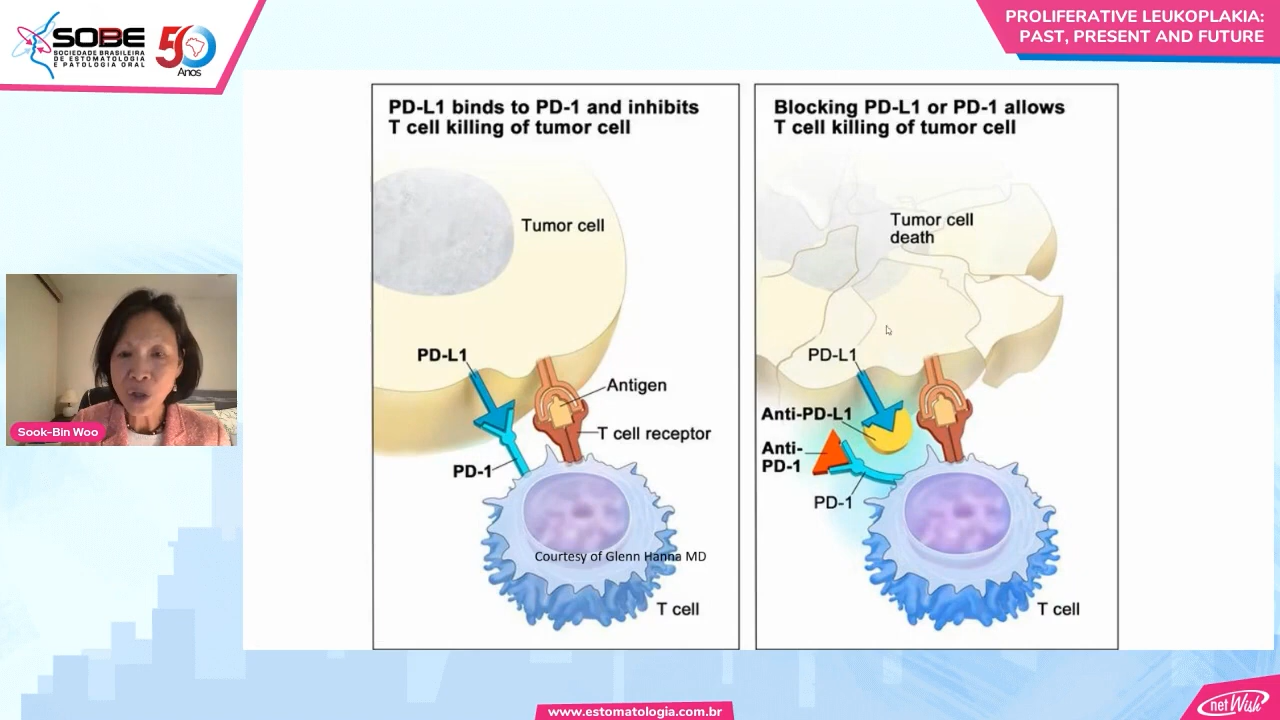 SOBE
SOCIEDADE BRASILEIRA
DE ESTOMATOLOGIA
E PATOLOGIA ORAL
50
Anos
PROLIFERATIVE LEUKOPLAKIA:
PAST, PRESENT AND FUTURE
PD-L1 binds to PD-1 and inhibits
T cell killing of tumor cell
Tumor cell
PD-L1
Antigen
T cell receptor
PD-1
Courtesy of Glenn Hanna MD
T cell
Blocking PD-L1 or PD-1 allows
T cell killing of tumor cell
Tumor cell
death
PD-L1
Anti-PD-L1
Anti-
PD-1
PD-1
T cell
Sook-Bin Woo
www.estomatologia.com.br
netWish